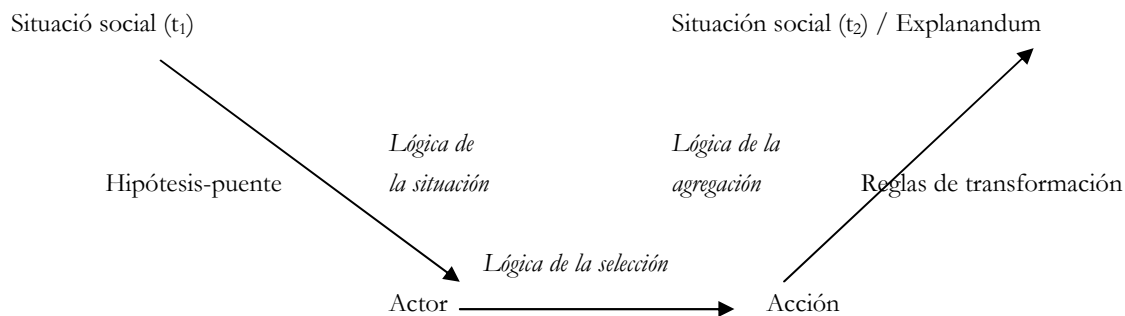 Situació social (t₁)
Situación social (t₂) / Explanandum
Lógica de
la situación
Lógica de la
agregación
Hipótesis-puente
Reglas de transformación
Lógica de la selección
Actor
Acción